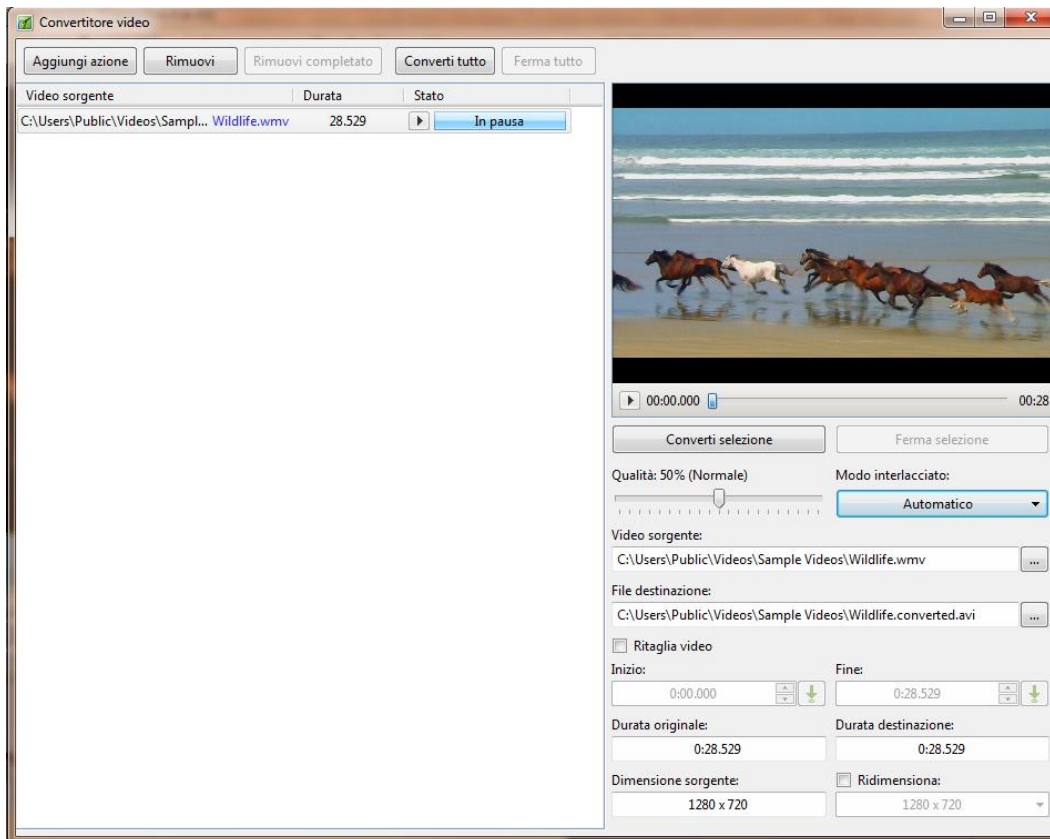 Convertitore video
Aggiungi azione Rimuovi Rimuovi completato Converti tutto Ferma tutto
Video sorgente Durata Stato
C:\Users\Public\Videos\Sampl... Wildlife.wmv 28.529 In pausa
00:00.000 00:28
Converti selezione Ferma selezione
Qualità: 50% (Normale) Modo interlacciato:
Automatico
Video sorgente:
C:\Users\Public\Videos\Sample Videos\Wildlife.wmv ...
File destinazione:
C:\Users\Public\Videos\Sample Videos\Wildlife.converted.avi ...
Ritaglia video
Inizio: Fine:
0:00.000 0:28.529
Durata originale: Durata destinazione:
0:28.529 0:28.529
Dimensione sorgente: Ridimensiona:
1280 x 720 1280 x 720